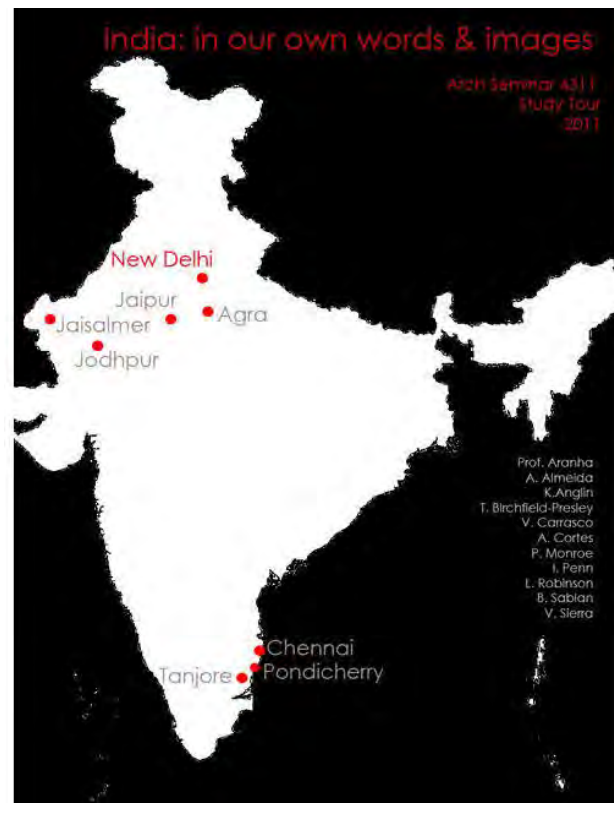 india: in our own words & images
Arch Seminar 4311
Study Tour
2011
New Delhi
Jaipur
Agra
Jaisalmer
Jodhpur
Prof. Aranha
A. Almeida
K.Anglin
T. Birchfield-Presley
V. Carrasco
A. Cortes
P. Monroe
I. Penn
L. Robinson
B. Sabian
V. Sierra
Chennai
Pondicherry
Tanjore